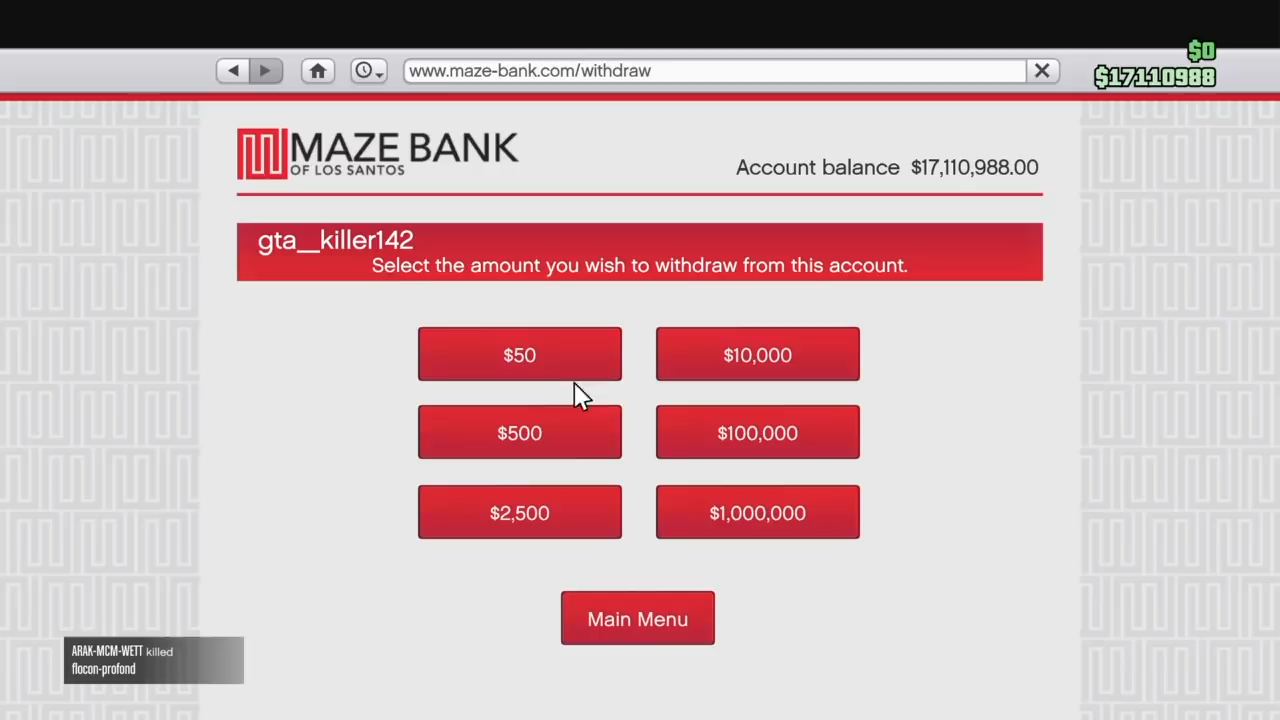 $0
www.maze-bank.com/withdraw
$17110988
MAZE BANK
OF LOS SANTOS
Account balance $17,110,988.00
gta__killer142
Select the amount you wish to withdraw from this account.
$50
$10,000
$500
$100,000
$2,500
$1,000,000
Main Menu
ARAK-MCM-WETT killed
flocon-profond